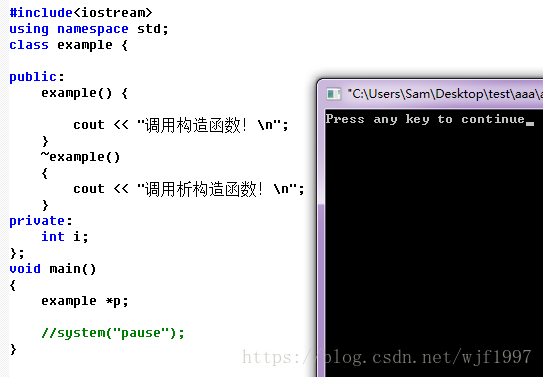 #include<iostream>
using namespace std;
class example {
public:
example() {
cout << "调用构造函数! \n";
}
~example()
{
cout << "调用析构造函数! \n";
}
private:
int i;
};
void main()
{
example *p;
//system("pause");
}
"C:\Users\Sam\Desktop\test\aaa\
Press any key to continue
https://blog.csdn.net/wjf1997